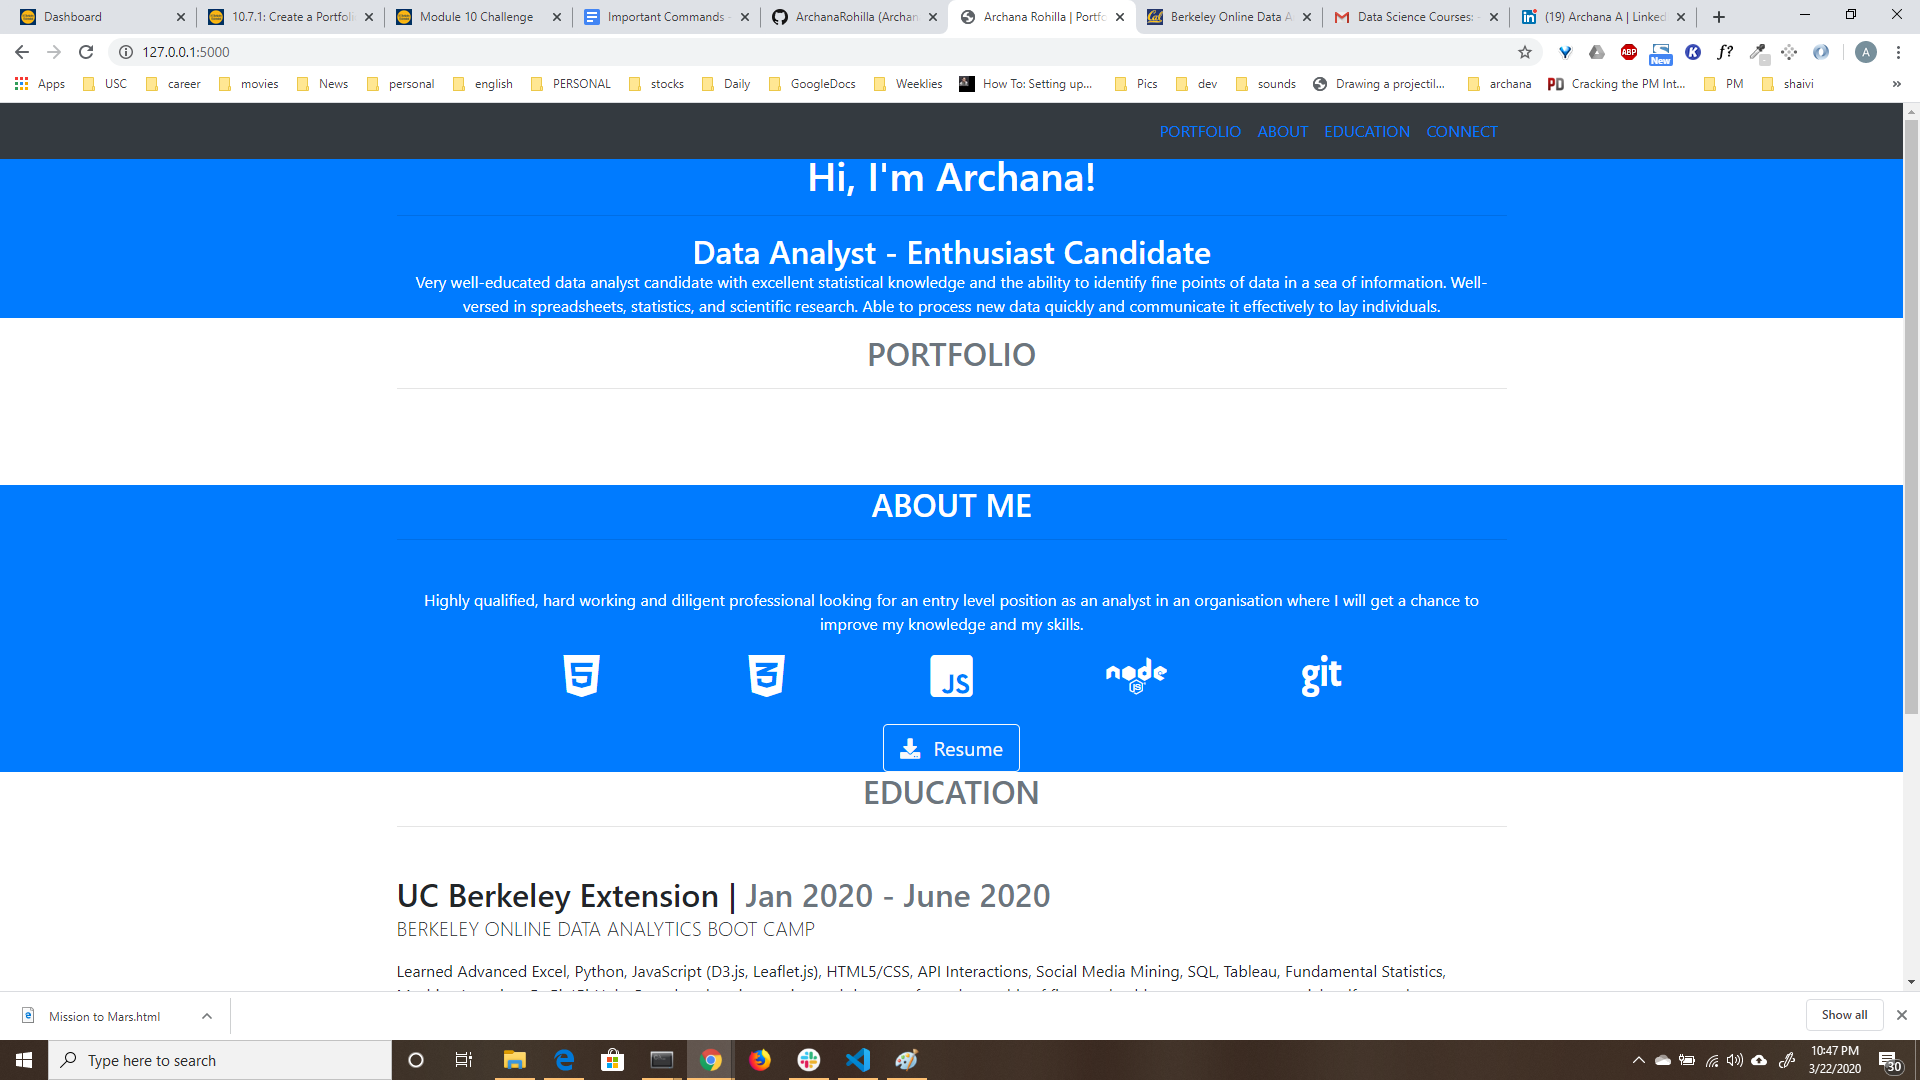 Dashboard
10.7.1: Create a Portfoli
Module 10 Challenge
Important Commands
ArchanaRohilla (Archan
Archana Rohilla | Portfo
Berkeley Online Data A
Data Science Courses:
(19) Archana A | Linked
127.0.0.1:5000
ABP
New
K
f?
A
Apps
USC
career
movies
News
personal
english
PERSONAL
stocks
Daily
GoogleDocs
Weeklies
How To: Setting up...
Pics
dev
sounds
Drawing a projectil...
archana
PD
Cracking the PM Int...
PM
shaivi
PORTFOLIO ABOUT EDUCATION CONNECT
Hi, I'm Archana!
Data Analyst - Enthusiast Candidate
Very well-educated data analyst candidate with excellent statistical knowledge and the ability to identify fine points of data in a sea of information. Well-
versed in spreadsheets, statistics, and scientific research. Able to process new data quickly and communicate it effectively to lay individuals.
PORTFOLIO
ABOUT ME
Highly qualified, hard working and diligent professional looking for an entry level position as an analyst in an organisation where I will get a chance to
improve my knowledge and my skills.
5
3
JS
node
JS
git
Resume
EDUCATION
UC Berkeley Extension | Jan 2020 - June 2020
BERKELEY ONLINE DATA ANALYTICS BOOT CAMP
Learned Advanced Excel, Python, JavaScript (D3.js, Leaflet.js), HTML5/CSS, API Interactions, Social Media Mining, SQL, Tableau, Fundamental Statistics,
Mission to Mars.html
Show all
Type here to search
10:47 PM
3/22/2020
30